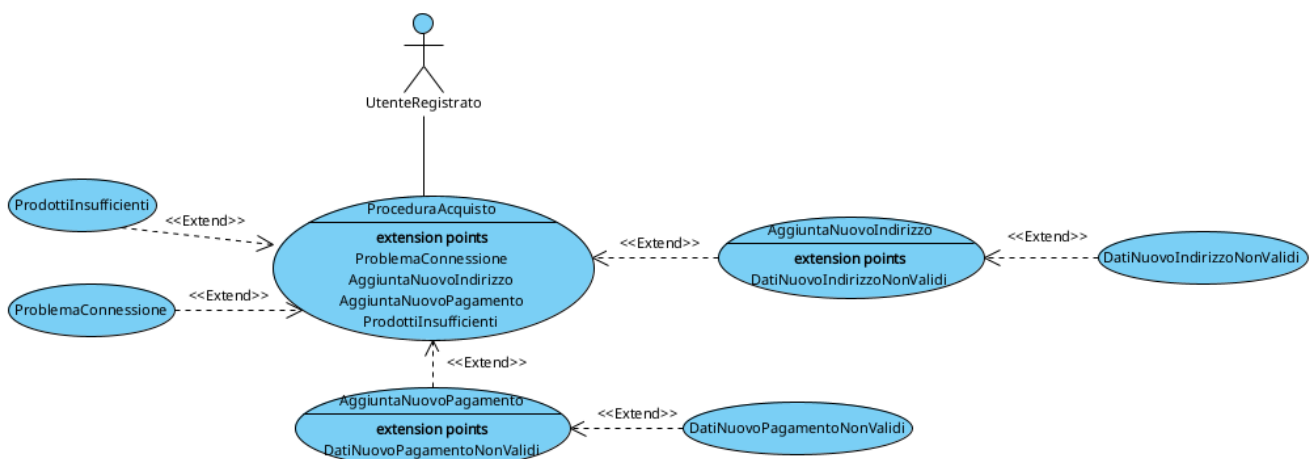 UtenteRegistrato
ProdottiInsufficienti
<<Extend>>
ProceduraAcquisto
extension points
ProblemaConnessione
AggiuntaNuovoIndirizzo
AggiuntaNuovoPagamento
ProdottiInsufficienti
<<Extend>>
AggiuntaNuovoIndirizzo
extension points
DatiNuovoIndirizzoNonValidi
<<Extend>>
DatiNuovoIndirizzoNonValidi
ProblemaConnessione
<<Extend>>
<<Extend>>
AggiuntaNuovoPagamento
extension points
DatiNuovoPagamentoNonValidi
<<Extend>>
DatiNuovoPagamentoNonValidi